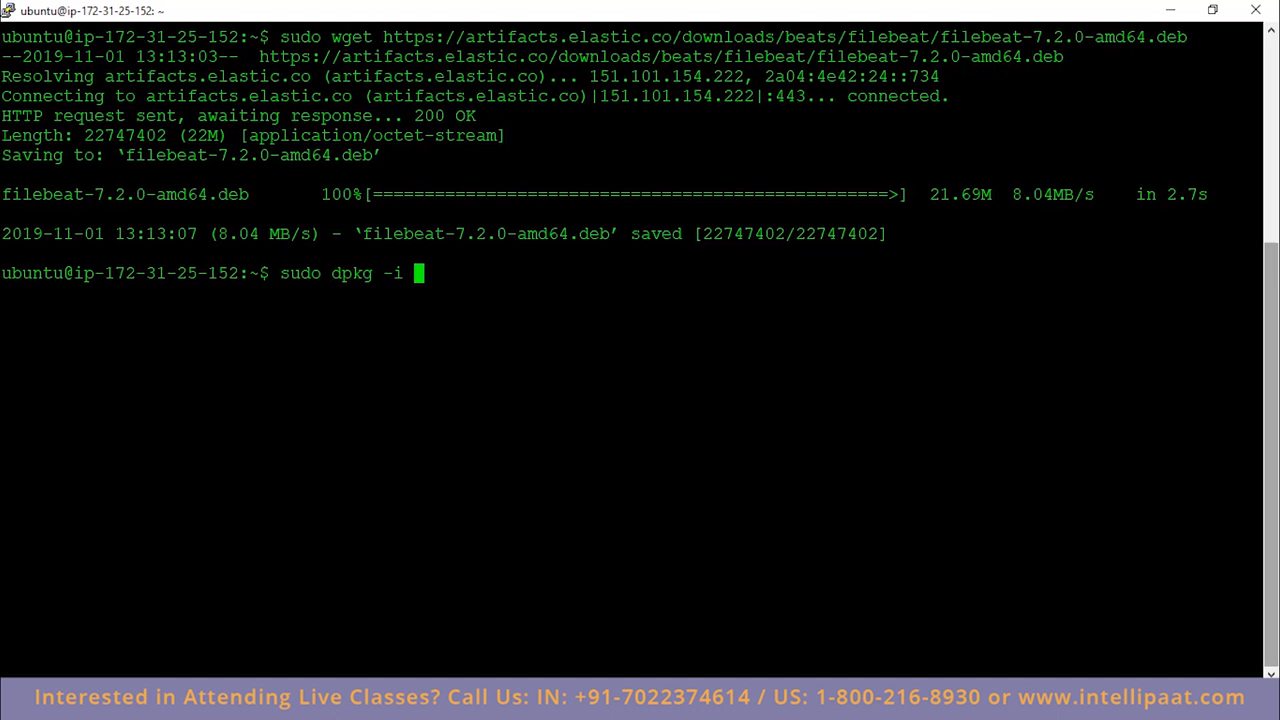 ubuntu@ip-172-31-25-152: ~
ubuntu@ip-172-31-25-152:~$ sudo wget https://artifacts.elastic.co/downloads/beats/filebeat/filebeat-7.2.0-amd64.deb
--2019-11-01 13:13:03--  https://artifacts.elastic.co/downloads/beats/filebeat/filebeat-7.2.0-amd64.deb
Resolving artifacts.elastic.co (artifacts.elastic.co)... 151.101.154.222, 2a04:4e42:24::734
Connecting to artifacts.elastic.co (artifacts.elastic.co)|151.101.154.222|:443... connected.
HTTP request sent, awaiting response... 200 OK
Length: 22747402 (22M) [application/octet-stream]
Saving to: ‘filebeat-7.2.0-amd64.deb’
filebeat-7.2.0-amd64.deb       100%[==================================================>]  21.69M  8.04MB/s    in 2.7s
2019-11-01 13:13:07 (8.04 MB/s) - ‘filebeat-7.2.0-amd64.deb’ saved [22747402/22747402]
ubuntu@ip-172-31-25-152:~$ sudo dpkg -i
Interested in Attending Live Classes? Call Us: IN: +91-7022374614 / US: 1-800-216-8930 or www.intellipaat.com